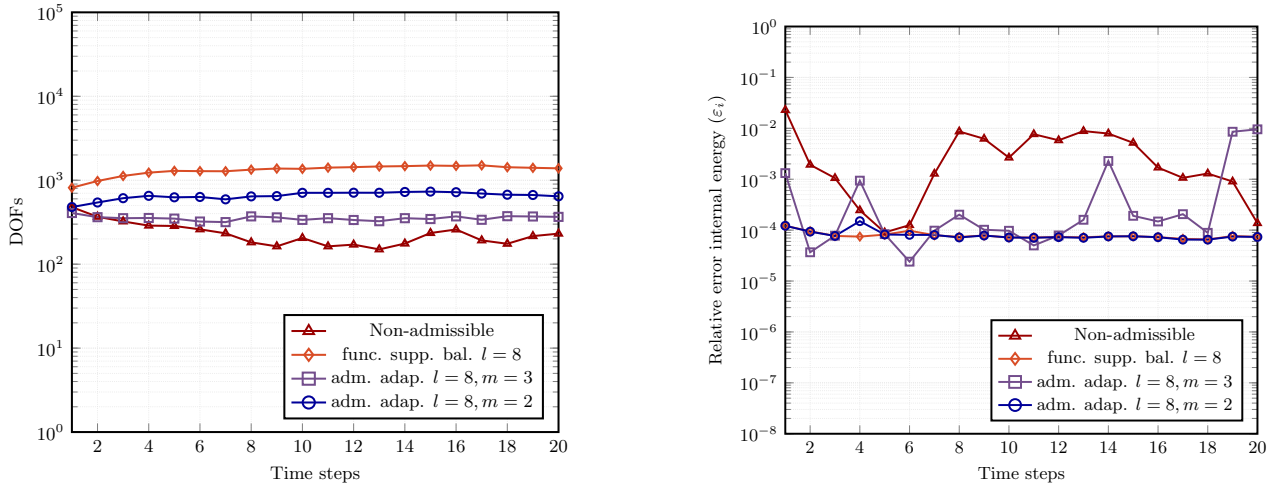 10^5
10^4
10^3
10^2
10^1
10^0
DOFs
2 4 6 8 10 12 14 16 18 20
Time steps
Non-admissible
func. supp. bal. l = 8
adm. adap. l = 8, m = 3
adm. adap. l = 8, m = 2
10^0
10^−1
10^−2
10^−3
10^−4
10^−5
10^−6
10^−7
10^−8
Relative error internal energy (ε_i)
2 4 6 8 10 12 14 16 18 20
Time steps
Non-admissible
func. supp. bal. l = 8
adm. adap. l = 8, m = 3
adm. adap. l = 8, m = 2